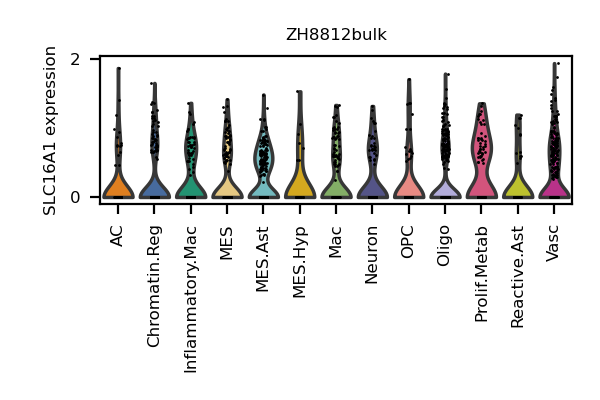 ZH8812bulk
SLC16A1 expression
2
0
AC
Chromatin.Reg
Inflammatory.Mac
MES
MES.Ast
MES.Hyp
Mac
Neuron
OPC
Oligo
Prolif.Metab
Reactive.Ast
Vasc